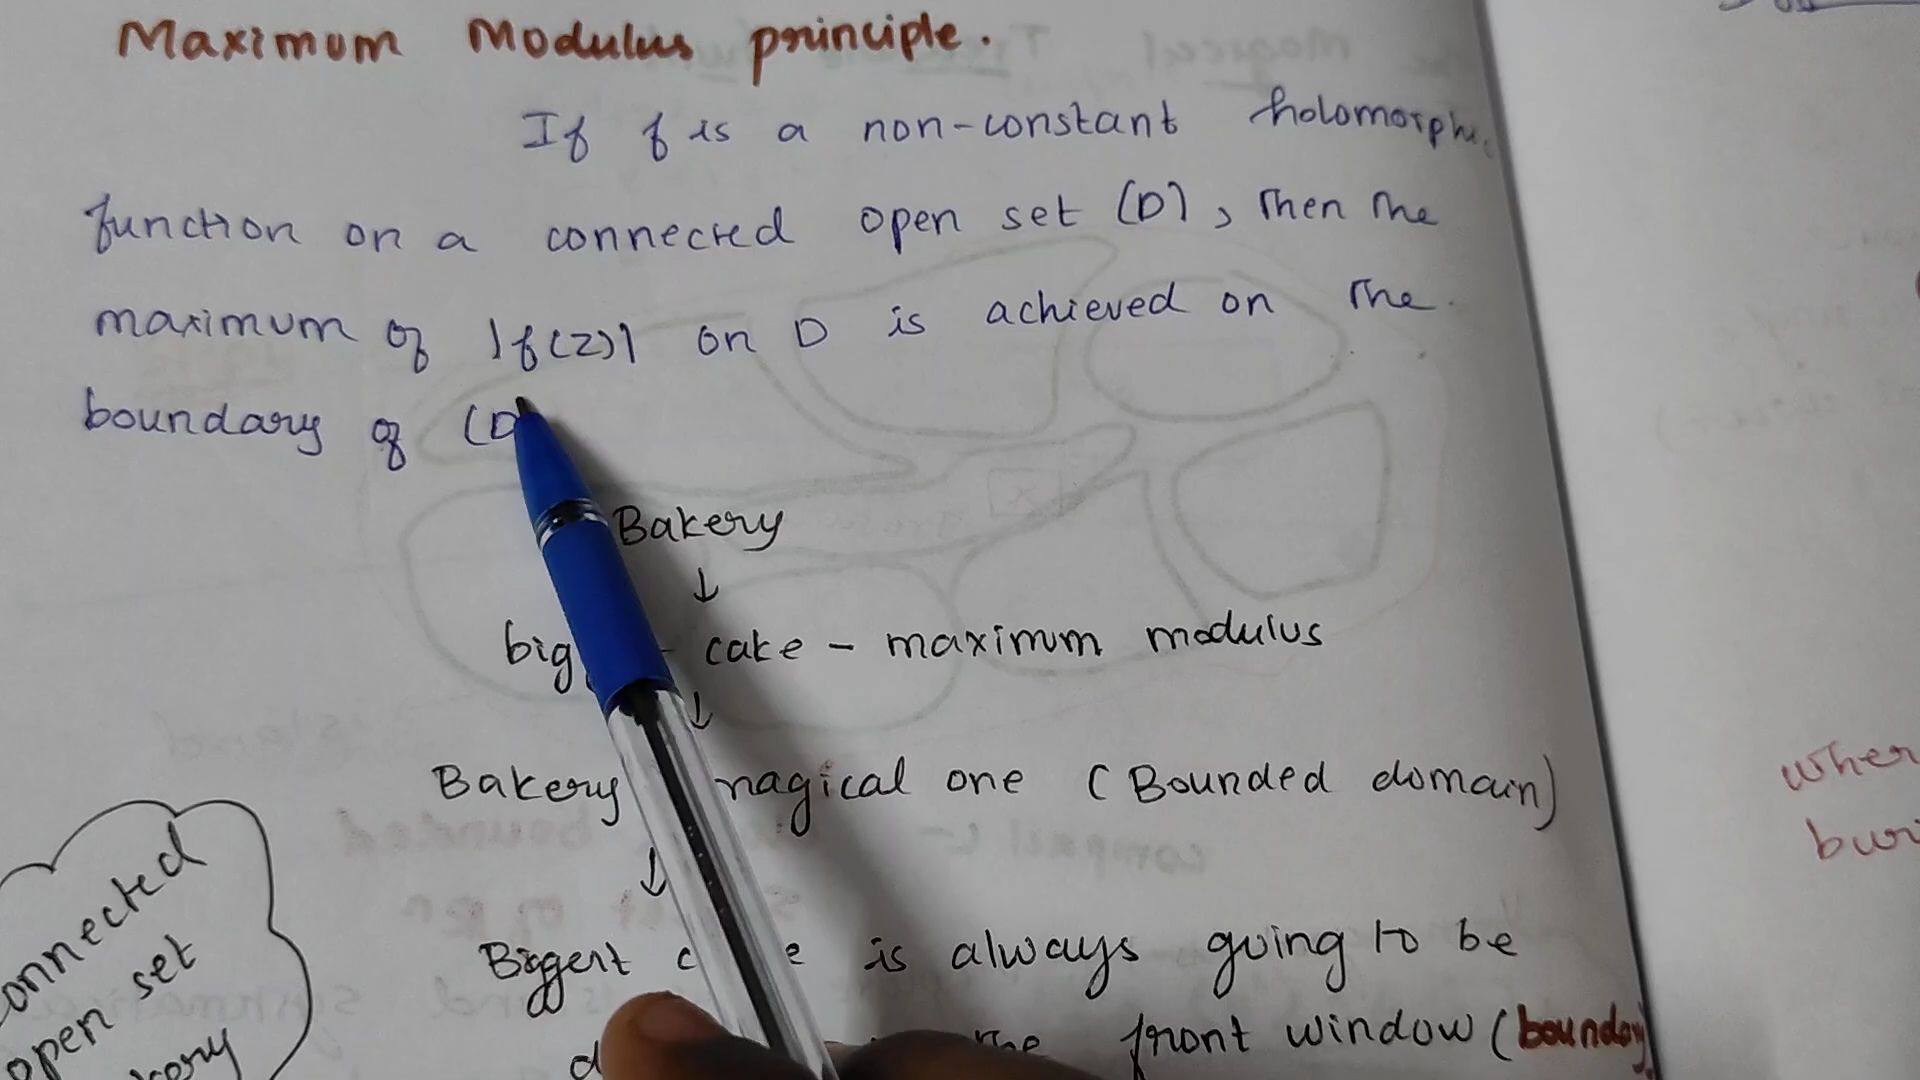 Maximum Modulus principle.
If f is a non-constant holomorphic
function on a connected open set (D), Then The
maximum of |f(z)| on D is achieved on The
boundary of (D
Bakery
↓
big cake - maximum modulus
↓
Bakery magical one (Bounded domain)
↓
Biggest is always going to be
The front window (boundary
connected
open set
when